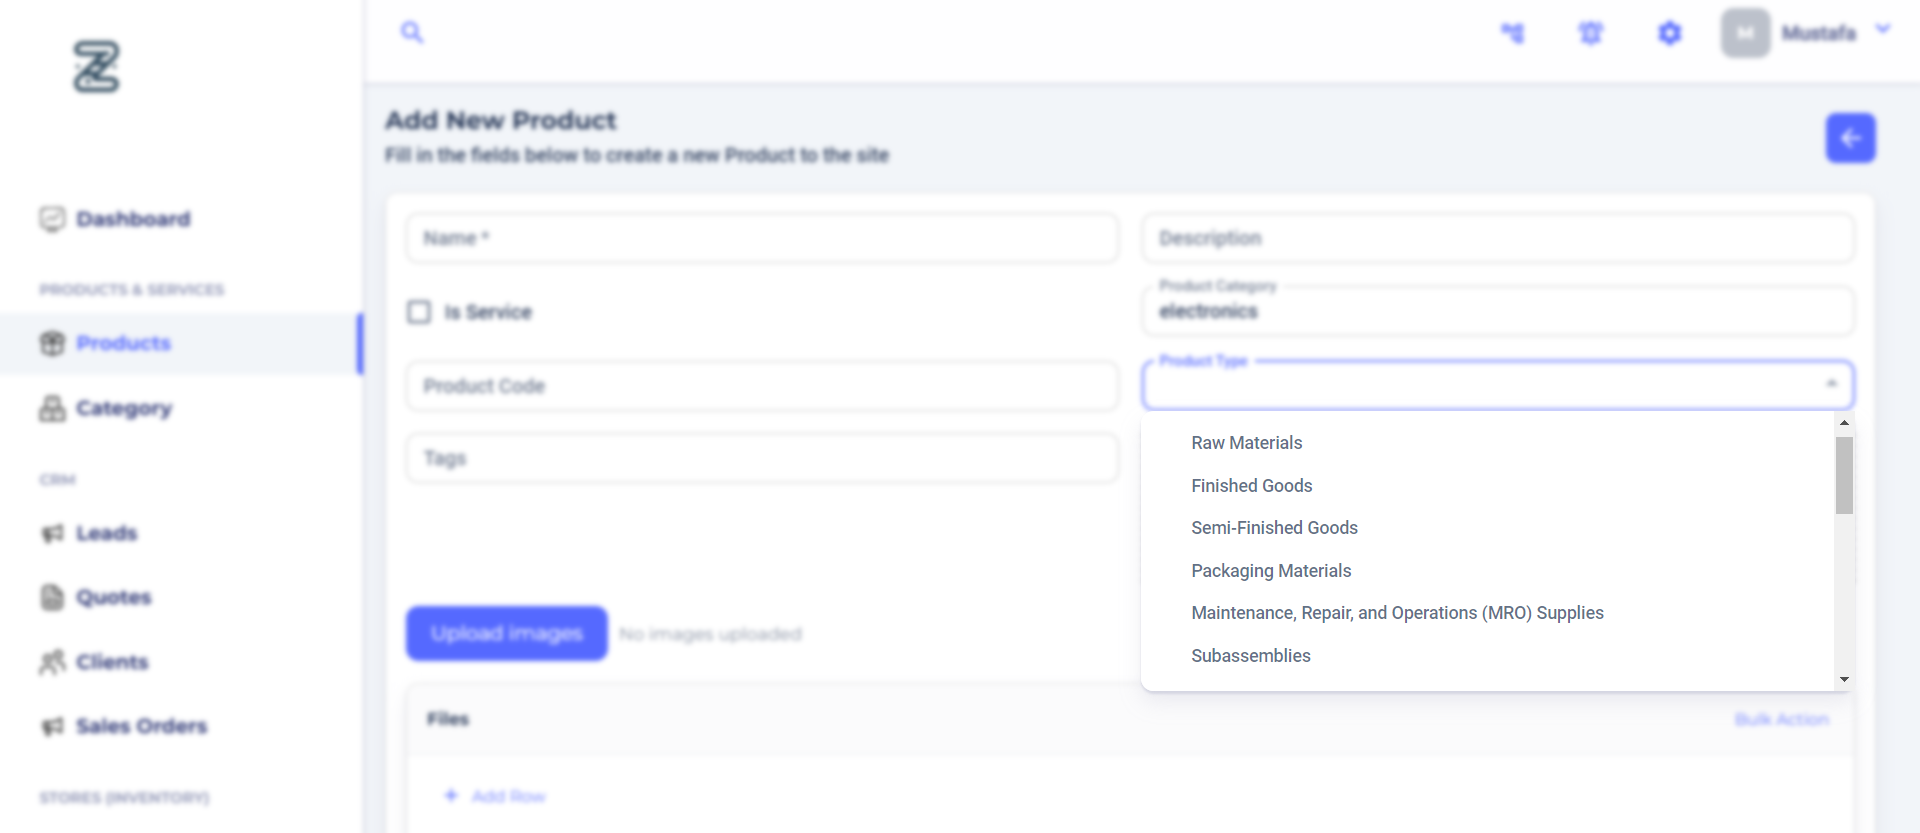 Mustafa
Add New Product
Fill in the fields below to create a new Product to the site
Dashboard
PRODUCTS & SERVICES
Products
Category
CRM
Leads
Quotes
Clients
Sales Orders
STORES (INVENTORY)
Name *
Description
Is Service
Product Category
electronics
Product Code
Product Type
Tags
Raw Materials
Finished Goods
Semi-Finished Goods
Packaging Materials
Maintenance, Repair, and Operations (MRO) Supplies
Subassemblies
Upload images
No images uploaded
Files
Bulk Action
+ Add Row